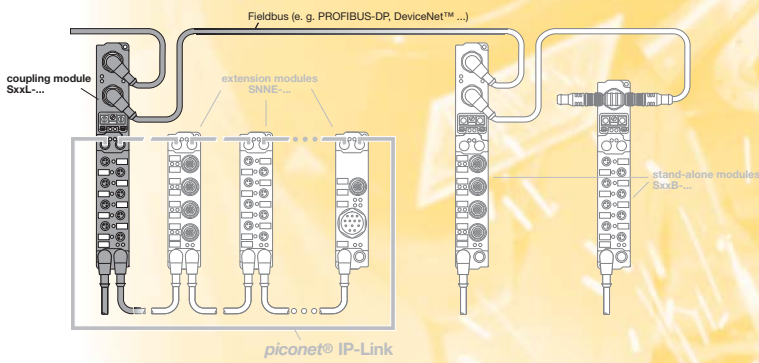 Fieldbus (e. g. PROFIBUS-DP, DeviceNet™ ...)
coupling module
SxxL-...
extension modules
SNNE-...
stand-alone modules
SxxB-...
piconet® IP-Link